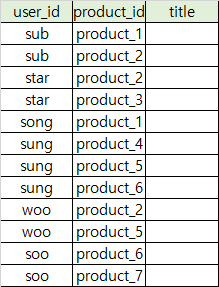 user_id product_id title
sub product_1
sub product_2
star product_2
star product_3
song product_1
sung product_4
sung product_5
sung product_6
woo product_2
woo product_5
soo product_6
soo product_7